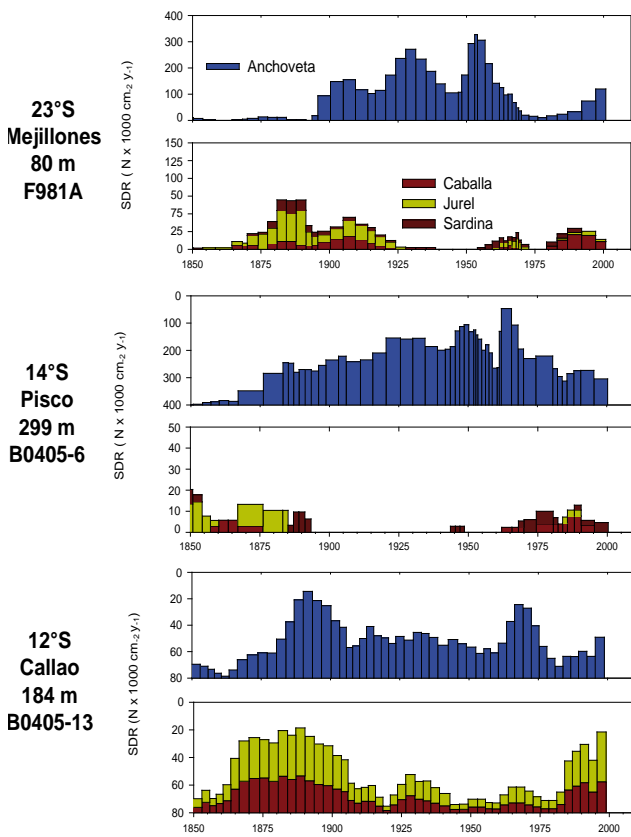 23°S
Mejillones
80 m
F981A
SDR ( N x 1000 cm-2 y-1)
400
300
200
100
0
Anchoveta
150
125
100
50
75
25
0
Caballa
Jurel
Sardina
1850 1875 1900 1925 1950 1975 2000
14°S
Pisco
299 m
B0405-6
SDR ( N x 1000 cm-2 y-1)
0
100
200
300
400
50
40
30
20
10
0
1850 1875 1900 1925 1950 1975 2000
12°S
Callao
184 m
B0405-13
SDR ( N x 1000 cm-2 y-1)
0
20
40
60
80
0
20
40
60
80
1850 1875 1900 1925 1950 1975 2000